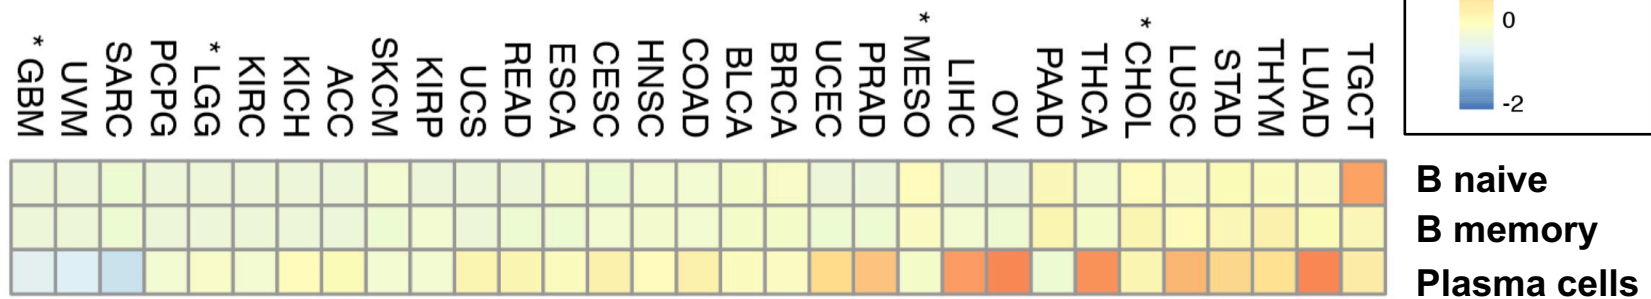 * GBM
UVM
SARC
PCPG
* LGG
KIRC
KICH
ACC
SKCM
KIRP
UCS
READ
ESCA
CESC
HNSC
COAD
BLCA
BRCA
UCEC
PRAD
* MESO
LIHC
OV
PAAD
THCA
* CHOL
LUSC
STAD
THYM
LUAD
TGCT
0
-2
B naive
B memory
Plasma cells